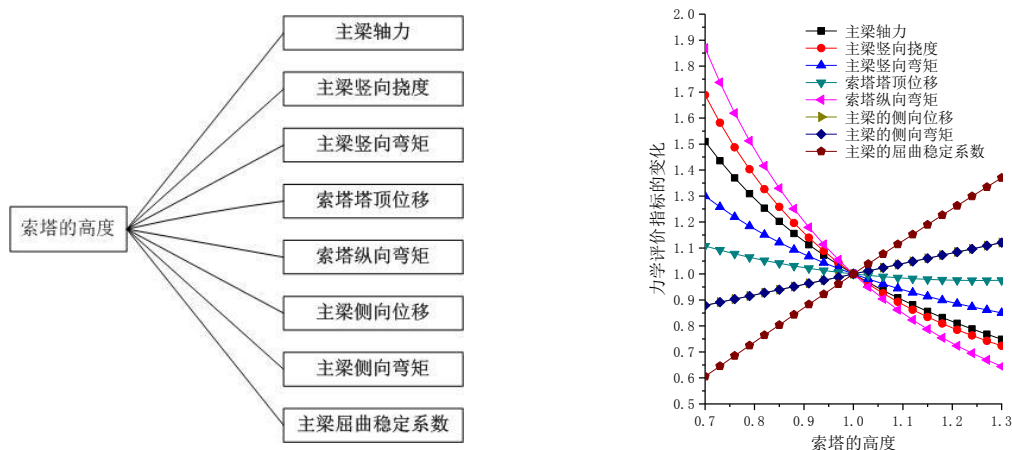 索塔的高度
主梁轴力
主梁竖向挠度
主梁竖向弯矩
索塔塔顶位移
索塔纵向弯矩
主梁侧向位移
主梁侧向弯矩
主梁屈曲稳定系数
力学评价指标的变化
2.0
1.9
1.8
1.7
1.6
1.5
1.4
1.3
1.2
1.1
1.0
0.9
0.8
0.7
0.6
0.5
主梁轴力
主梁竖向挠度
主梁竖向弯矩
索塔塔顶位移
索塔纵向弯矩
主梁的侧向位移
主梁的侧向弯矩
主梁的屈曲稳定系数
0.7 0.8 0.9 1.0 1.1 1.2 1.3
索塔的高度